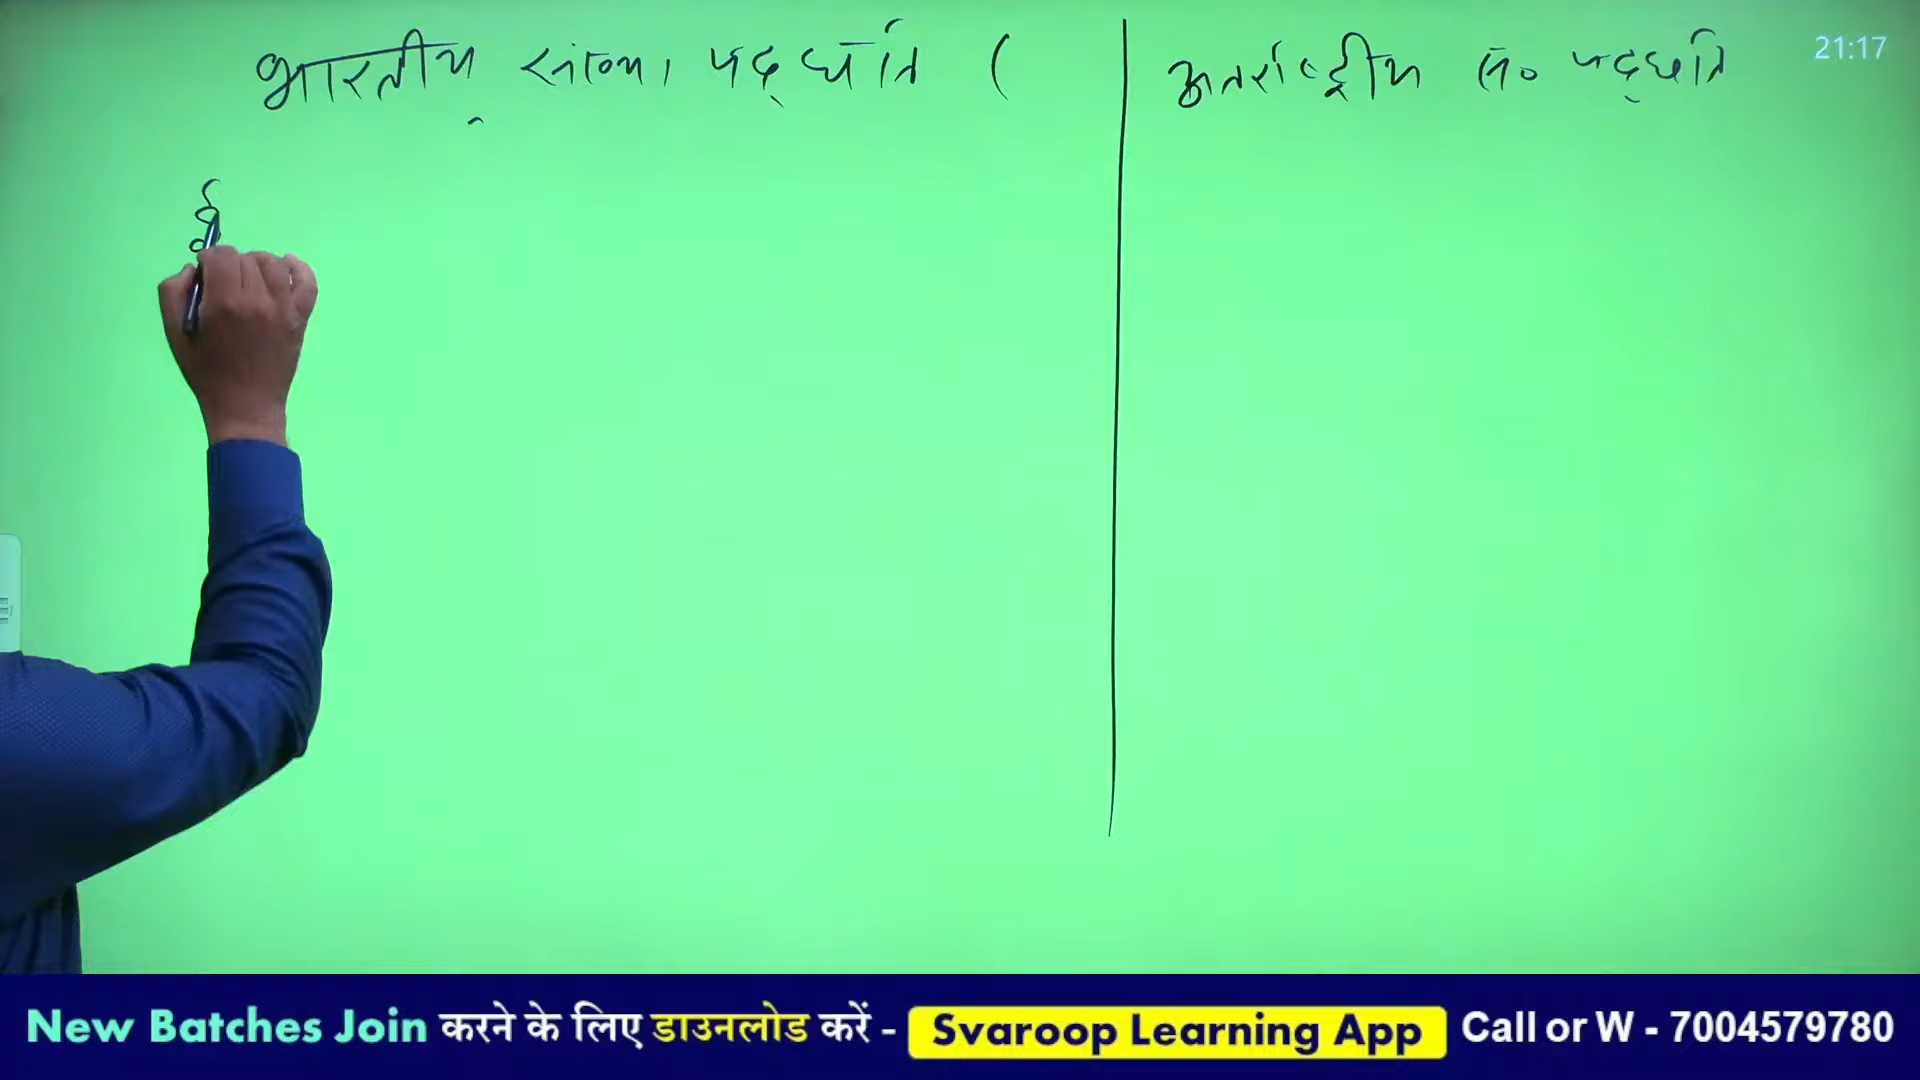 भारतीय संख्या पद्धति (
अंतर्राष्ट्रीय सं० पद्धति
21:17
ई
New Batches Join करने के लिए डाउनलोड करें - Svaroop Learning App Call or W - 7004579780